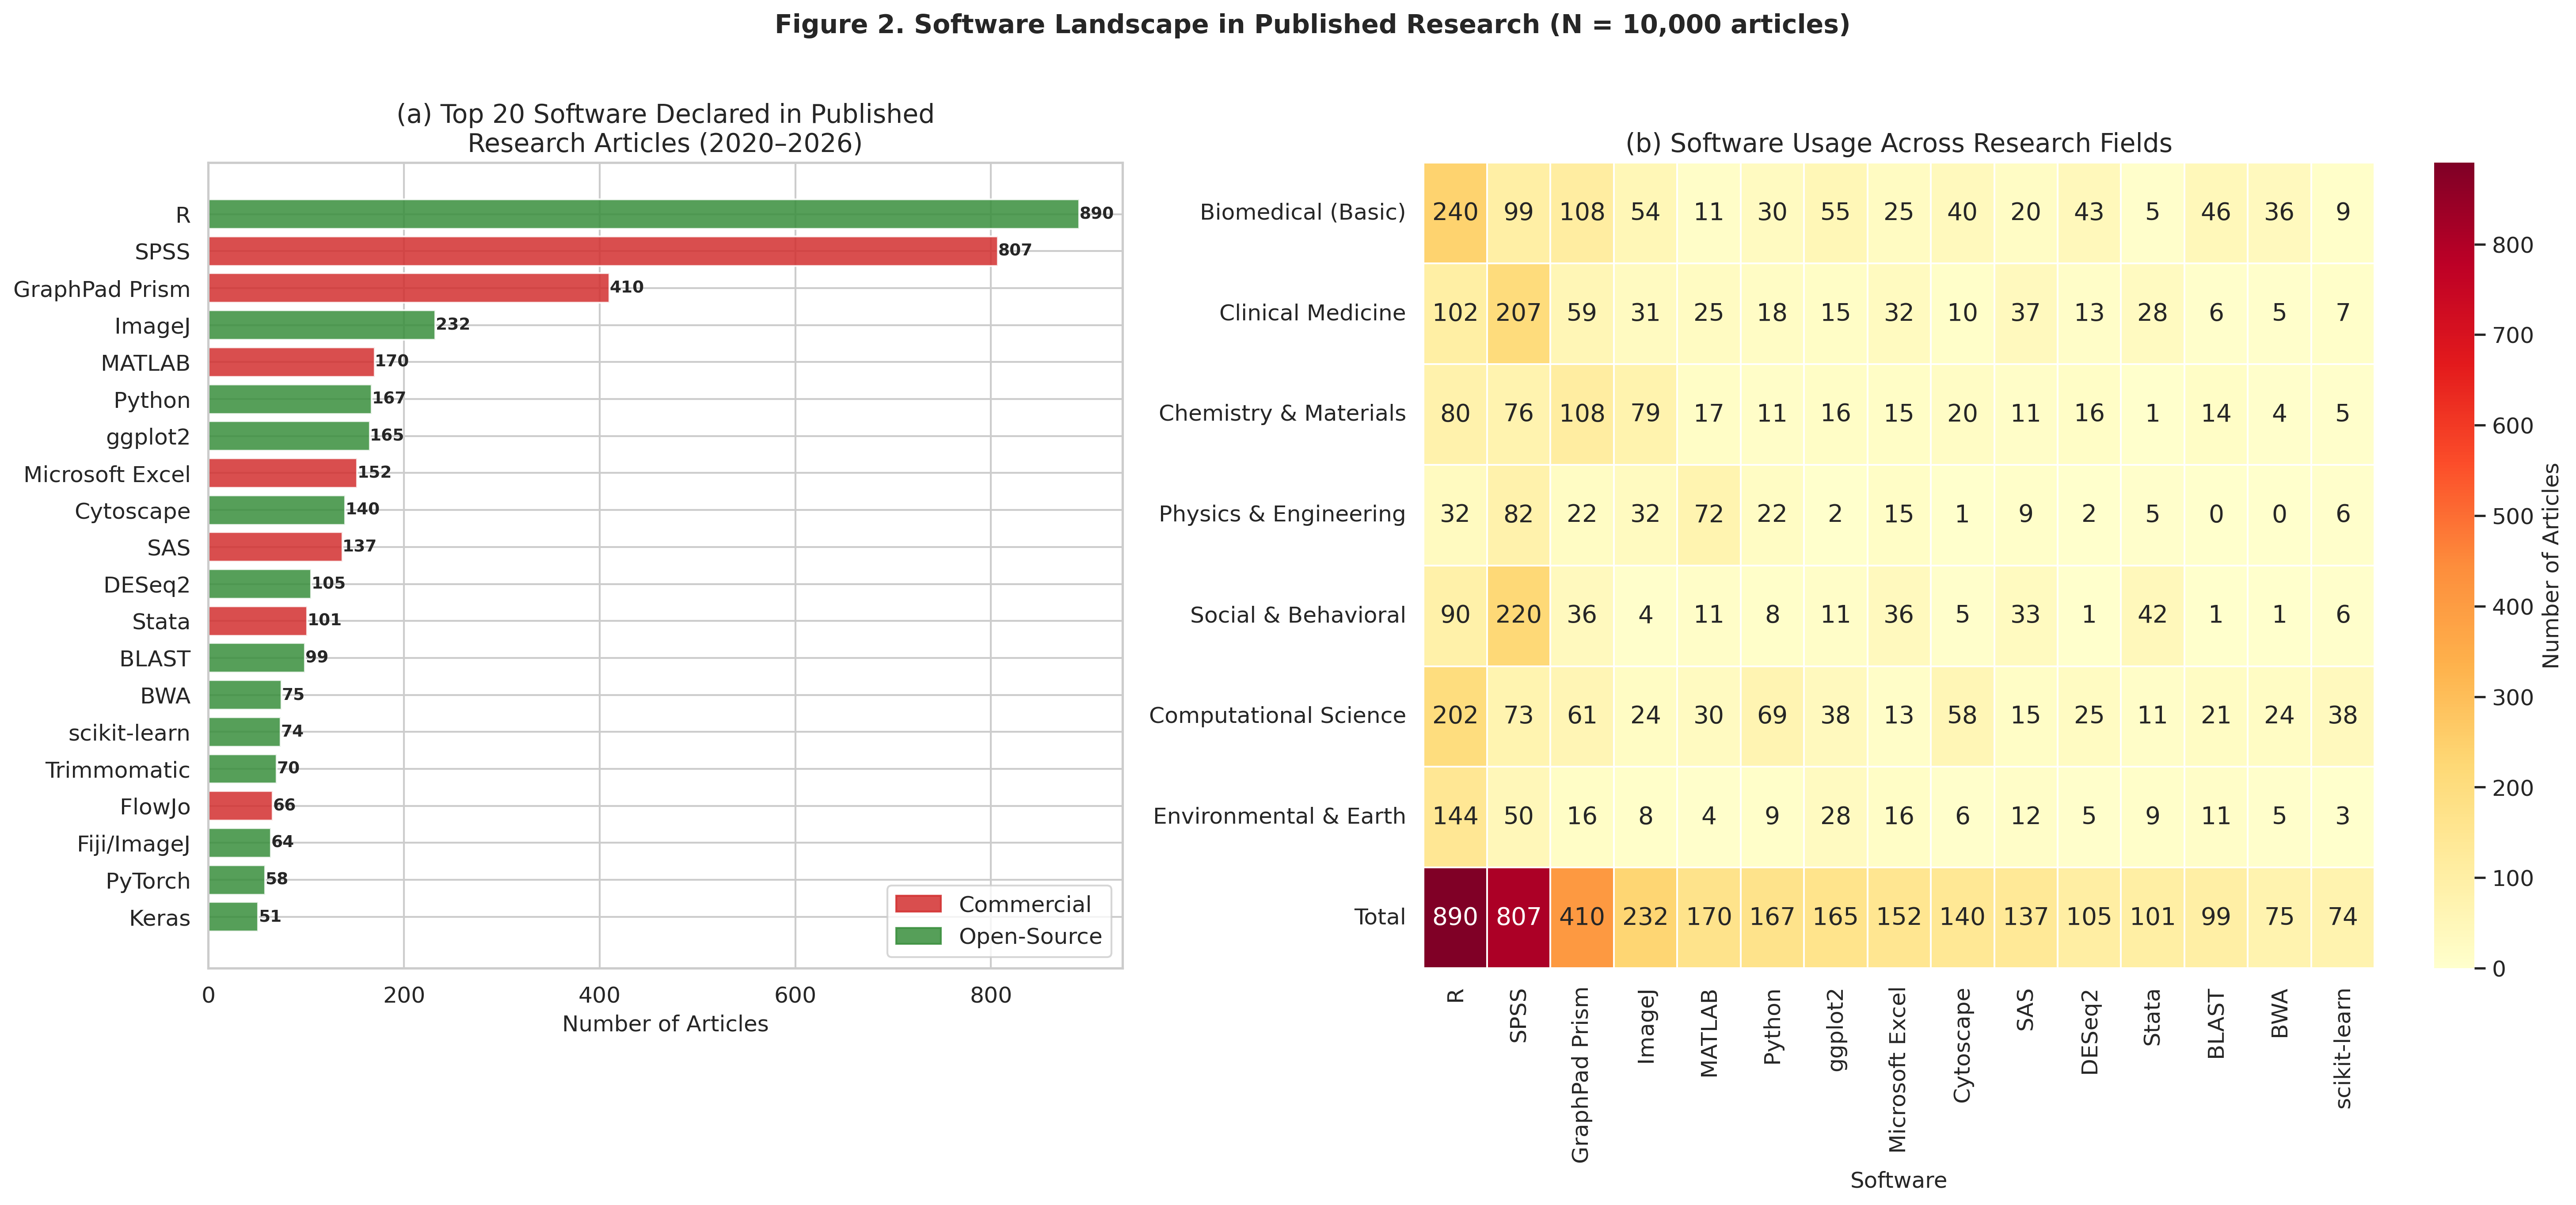 Figure 2. Software Landscape in Published Research (N = 10,000 articles)
(a) Top 20 Software Declared in Published
Research Articles (2020–2026)
R 890
SPSS 807
GraphPad Prism 410
ImageJ 232
MATLAB 170
Python 167
ggplot2 165
Microsoft Excel 152
Cytoscape 140
SAS 137
DESeq2 105
Stata 101
BLAST 99
BWA 75
scikit-learn 74
Trimmomatic 70
FlowJo 66
Fiji/ImageJ 64
PyTorch 58
Keras 51
Commercial
Open-Source
0 200 400 600 800
Number of Articles
(b) Software Usage Across Research Fields
Biomedical (Basic) 240 99 108 54 11 30 55 25 40 20 43 5 46 36 9
Clinical Medicine 102 207 59 31 25 18 15 32 10 37 13 28 6 5 7
Chemistry & Materials 80 76 108 79 17 11 16 15 20 11 16 1 14 4 5
Physics & Engineering 32 82 22 32 72 22 2 15 1 9 2 5 0 0 6
Social & Behavioral 90 220 36 4 11 8 11 36 5 33 1 42 1 1 6
Computational Science 202 73 61 24 30 69 38 13 58 15 25 11 21 24 38
Environmental & Earth 144 50 16 8 4 9 28 16 6 12 5 9 11 5 3
Total 890 807 410 232 170 167 165 152 140 137 105 101 99 75 74
R
SPSS
GraphPad Prism
ImageJ
MATLAB
Python
ggplot2
Microsoft Excel
Cytoscape
SAS
DESeq2
Stata
BLAST
BWA
scikit-learn
Software
800
700
600
500
400
300
200
100
0
Number of Articles